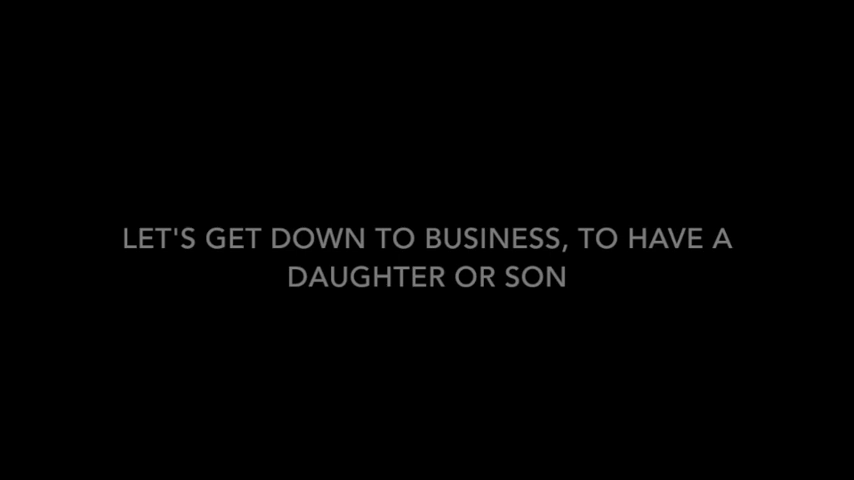 LET'S GET DOWN TO BUSINESS, TO HAVE A
DAUGHTER OR SON